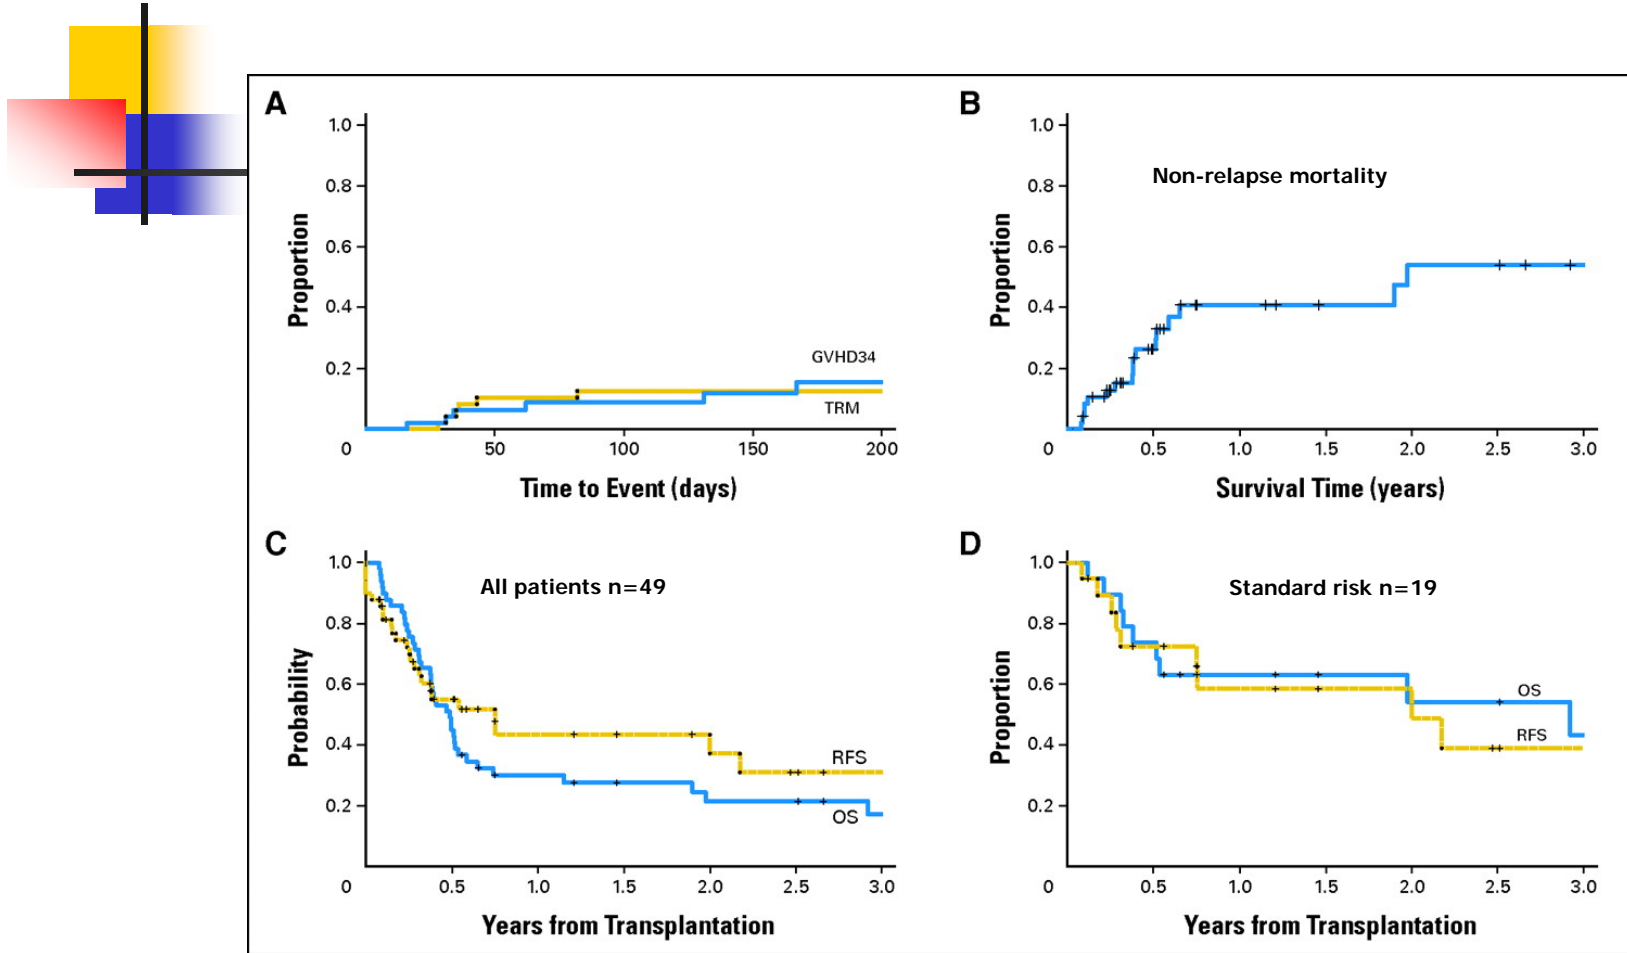 A
1.0
0.8
0.6
0.4
0.2
0
50
100
150
200
Proportion
Time to Event (days)
GVHD34
TRM
B
1.0
0.8
0.6
0.4
0.2
0
0.5
1.0
1.5
2.0
2.5
3.0
Proportion
Survival Time (years)
Non-relapse mortality
C
1.0
0.8
0.6
0.4
0.2
0
0.5
1.0
1.5
2.0
2.5
3.0
Probability
Years from Transplantation
All patients n=49
RFS
OS
D
1.0
0.8
0.6
0.4
0.2
0
0.5
1.0
1.5
2.0
2.5
3.0
Proportion
Years from Transplantation
Standard risk n=19
OS
RFS